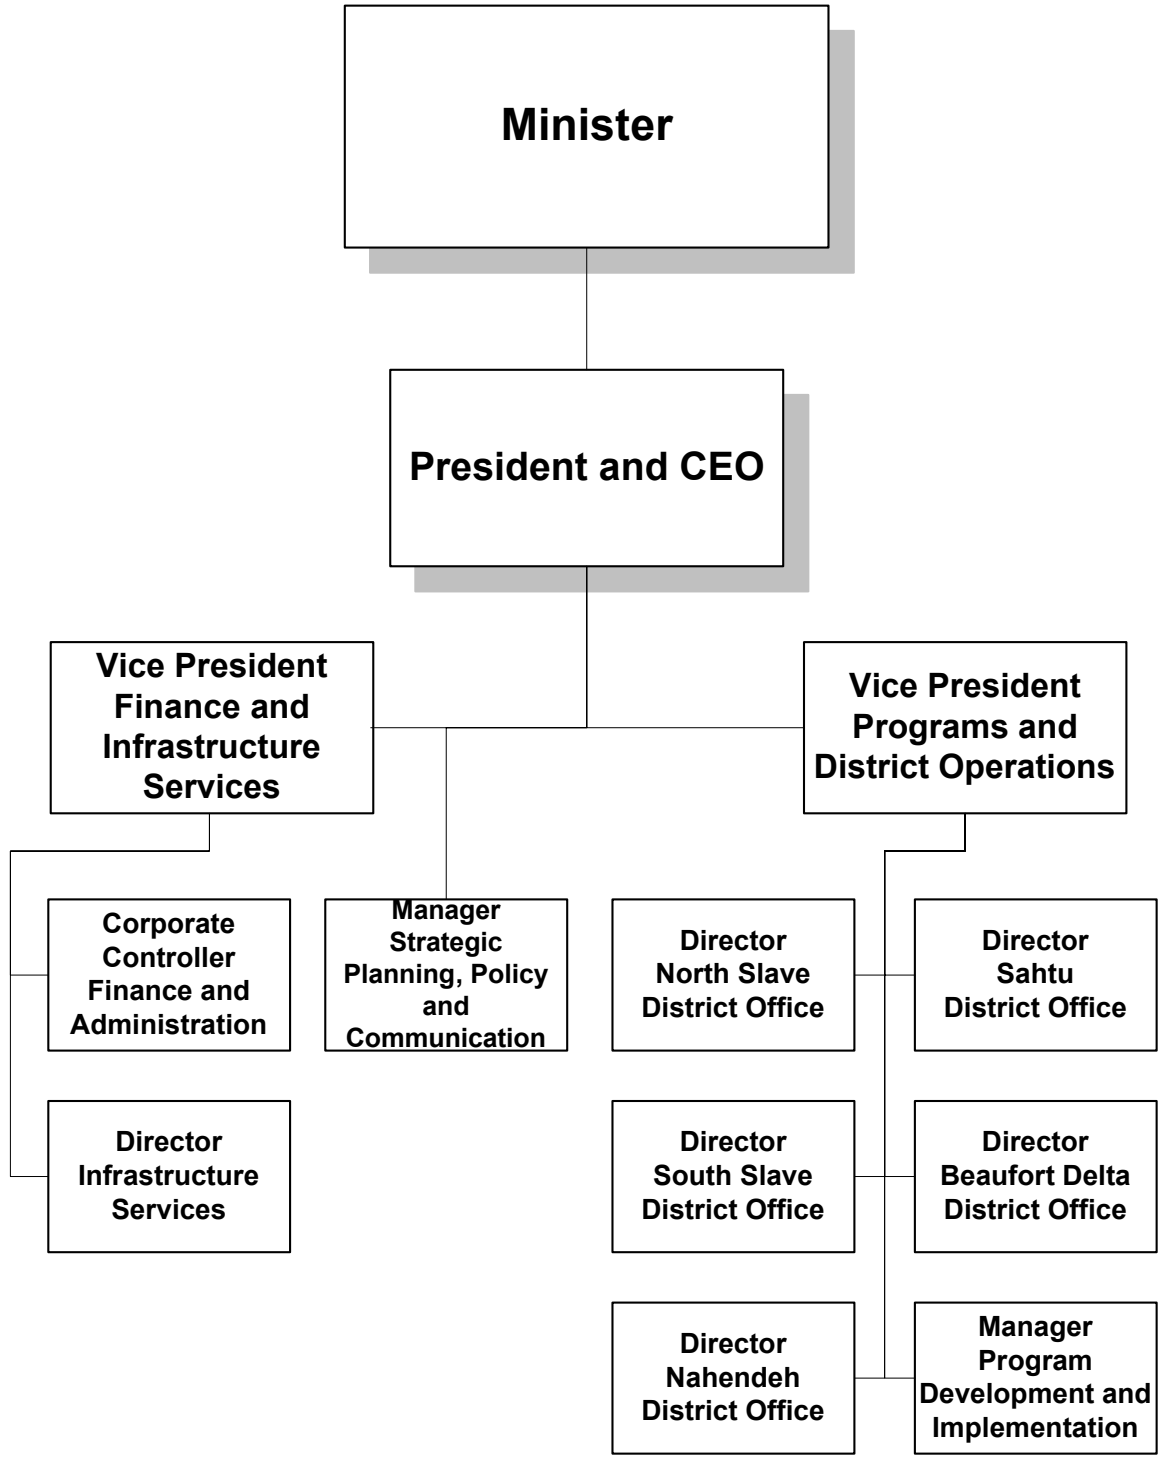 Minister
President and CEO
Vice President
Finance and
Infrastructure
Services
Vice President
Programs and
District Operations
Corporate
Controller
Finance and
Administration
Manager
Strategic
Planning, Policy
and
Communication
Director
North Slave
District Office
Director
Sahtu
District Office
Director
Infrastructure
Services
Director
South Slave
District Office
Director
Beaufort Delta
District Office
Director
Nahendeh
District Office
Manager
Program
Development and
Implementation